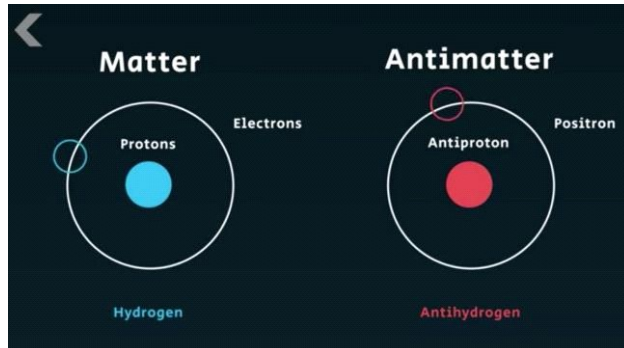 Matter
Antimatter
Electrons
Positron
Protons
Antiproton
Hydrogen
Antihydrogen